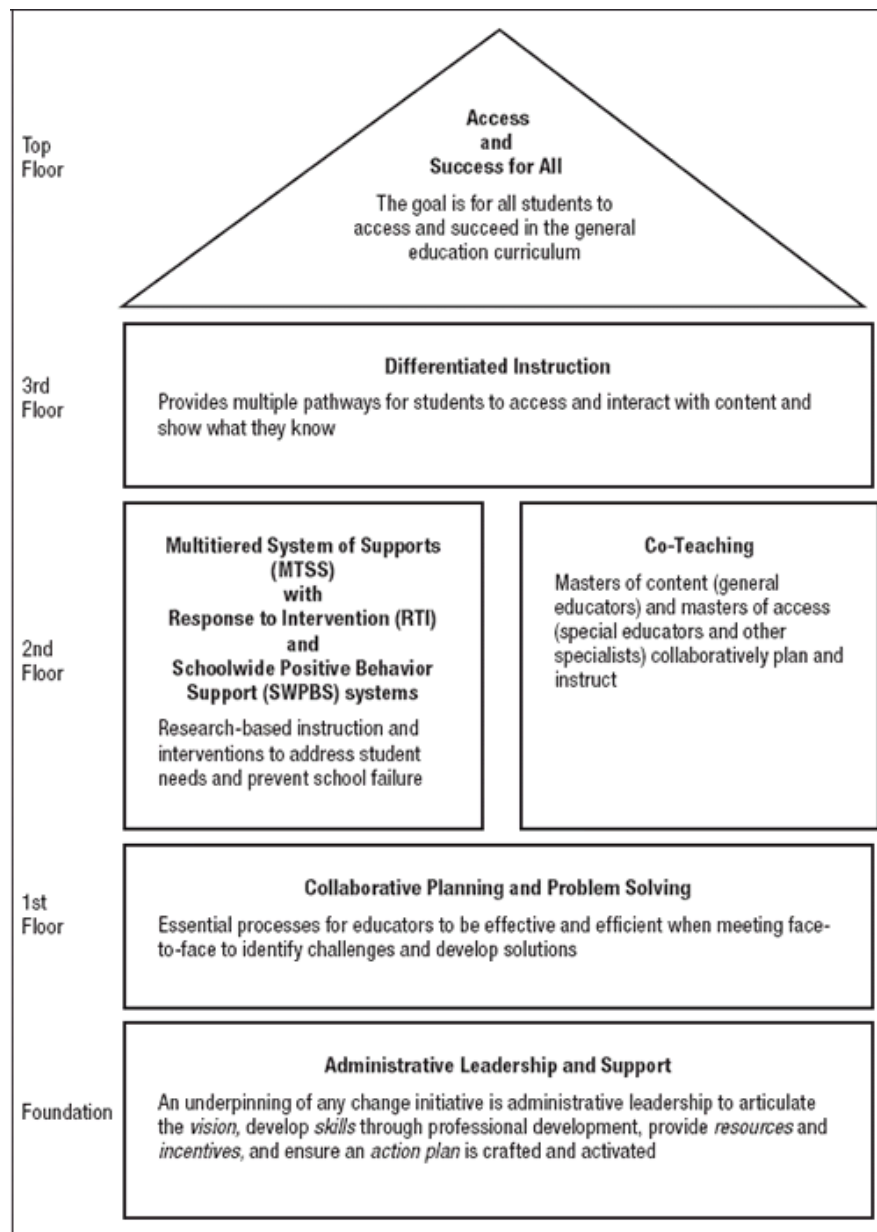 Top
Floor
Access
and
Success for All
The goal is for all students to
access and succeed in the general
education curriculum
3rd
Floor
Differentiated Instruction
Provides multiple pathways for students to access and interact with content and
show what they know
2nd
Floor
Multitiered System of Supports
(MTSS)
with
Response to Intervention (RTI)
and
Schoolwide Positive Behavior
Support (SWPBS) systems
Research-based instruction and
interventions to address student
needs and prevent school failure
Co-Teaching
Masters of content (general
educators) and masters of access
(special educators and other
specialists) collaboratively plan and
instruct
1st
Floor
Collaborative Planning and Problem Solving
Essential processes for educators to be effective and efficient when meeting face-
to-face to identify challenges and develop solutions
Foundation
Administrative Leadership and Support
An underpinning of any change initiative is administrative leadership to articulate
the vision, develop skills through professional development, provide resources and
incentives, and ensure an action plan is crafted and activated